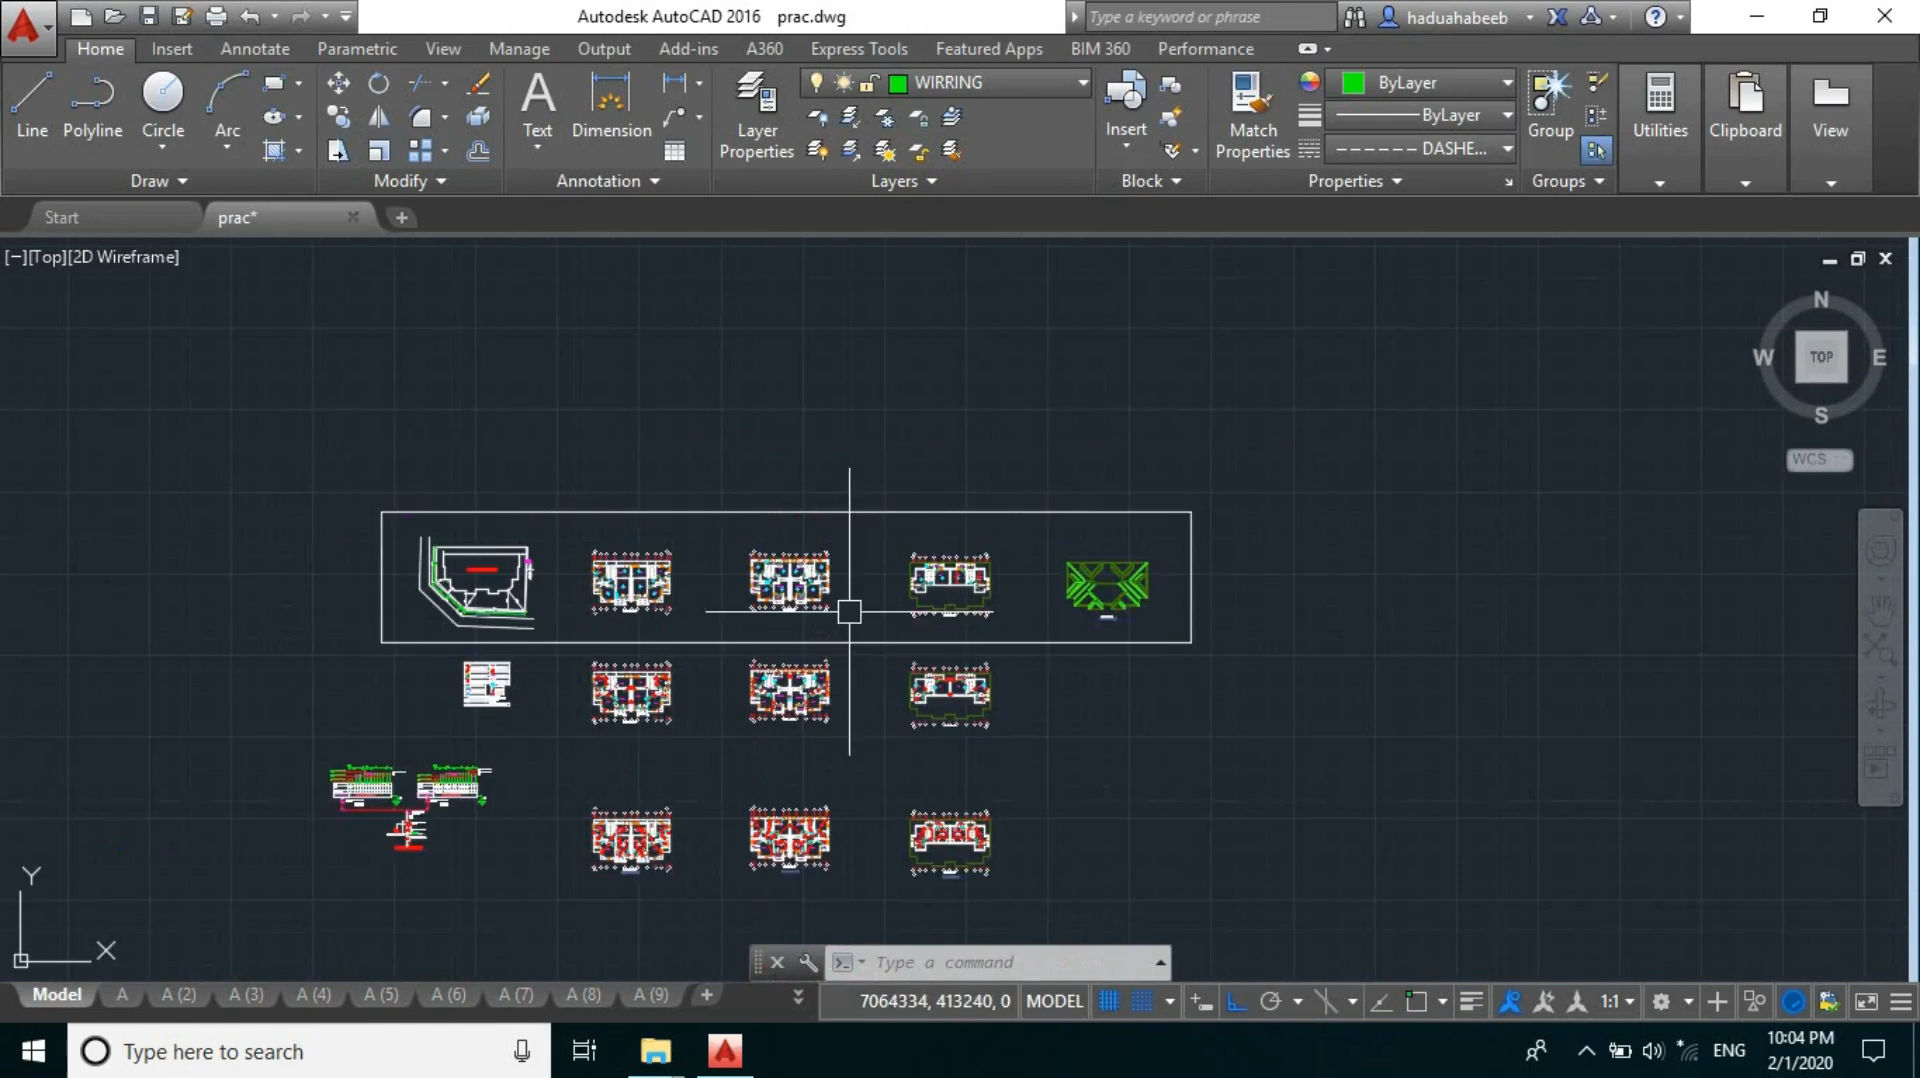 Autodesk AutoCAD 2016 prac.dwg
Type a keyword or phrase
haduahabeeb
Home Insert Annotate Parametric View Manage Output Add-ins A360 Express Tools Featured Apps BIM 360 Performance
WIRRING
ByLayer
ByLayer
DASHE...
Line Polyline Circle Arc
Text Dimension
Layer Properties
Insert
Match Properties
Group
Utilities
Clipboard
View
Draw Modify Annotation Layers Block Properties Groups
Start prac*
[−][Top][2D Wireframe]
N
W TOP E
S
WCS
Y
X
Type a command
Model A A (2) A (3) A (4) A (5) A (6) A (7) A (8) A (9)
7064334, 413240, 0 MODEL 1:1
Type here to search
ENG
10:04 PM
2/1/2020